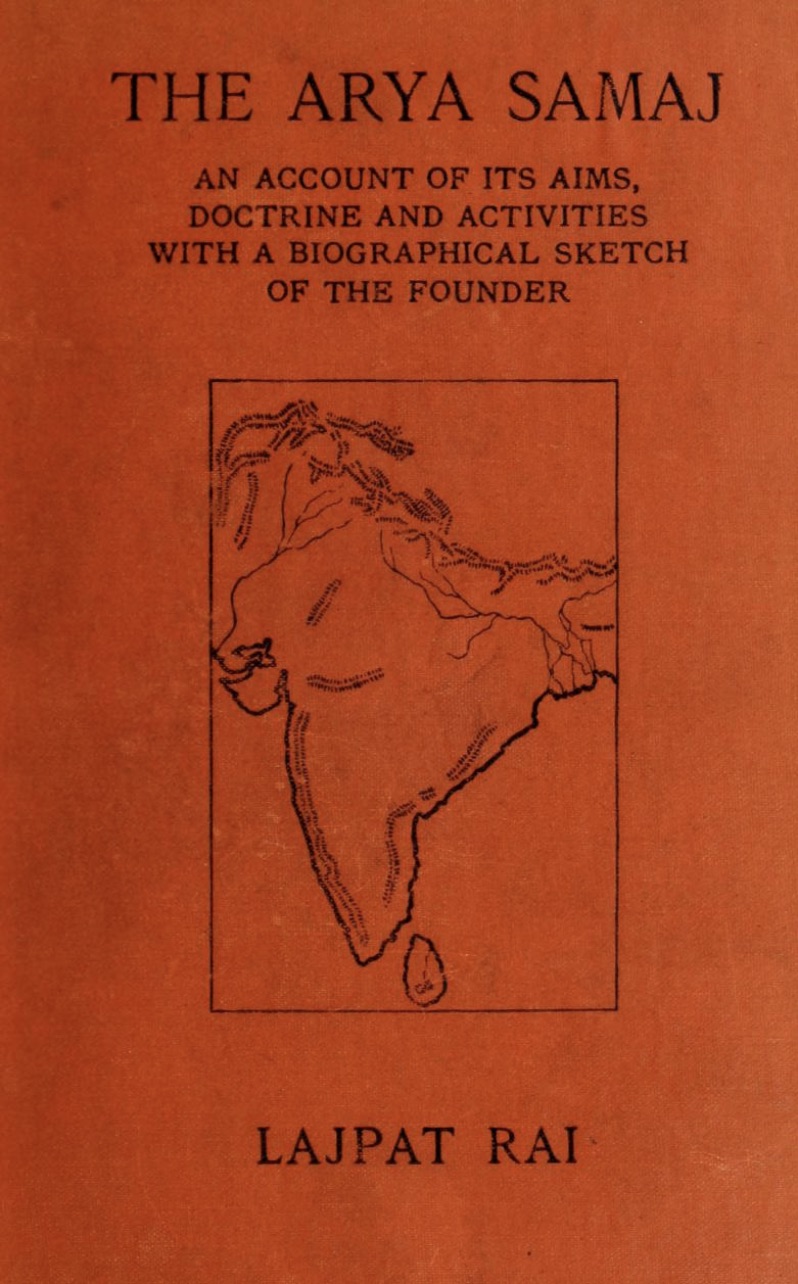 THE ARYA SAMAJ
AN ACCOUNT OF ITS AIMS,
DOCTRINE AND ACTIVITIES
WITH A BIOGRAPHICAL SKETCH
OF THE FOUNDER
LAJPAT RAI